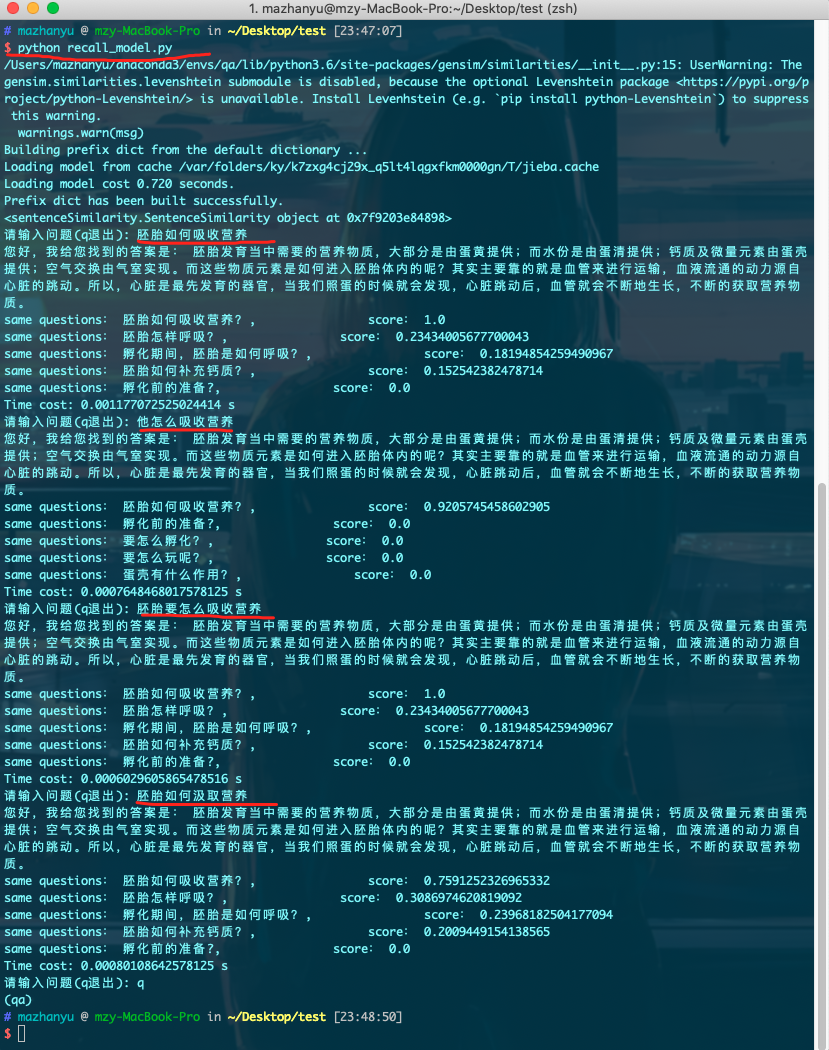 1. mazhanyu@mzy-MacBook-Pro:~/Desktop/test (zsh)
# mazhanyu @ mzy-MacBook-Pro in ~/Desktop/test [23:47:07]
$ python recall_model.py
/Users/mazhanyu/anaconda3/envs/qa/lib/python3.6/site-packages/gensim/similarities/__init__.py:15: UserWarning: The
gensim.similarities.levenshtein submodule is disabled, because the optional Levenshtein package <https://pypi.org/p
roject/python-Levenshtein/> is unavailable. Install Levenhstein (e.g. `pip install python-Levenshtein`) to suppress
 this warning.
  warnings.warn(msg)
Building prefix dict from the default dictionary ...
Loading model from cache /var/folders/ky/k7zxg4cj29x_q5lt4lqgxfkm0000gn/T/jieba.cache
Loading model cost 0.720 seconds.
Prefix dict has been built successfully.
<sentenceSimilarity.SentenceSimilarity object at 0x7f9203e84898>
请输入问题(q退出): 胚胎如何吸收营养
您好，我给您找到的答案是： 胚胎发育当中需要的营养物质，大部分是由蛋黄提供；而水份是由蛋清提供；钙质及微量元素由蛋壳
提供；空气交换由气室实现。而这些物质元素是如何进入胚胎体内的呢？其实主要靠的就是血管来进行运输，血液流通的动力源自
心脏的跳动。所以，心脏是最先发育的器官，当我们照蛋的时候就会发现，心脏跳动后，血管就会不断地生长，不断的获取营养物
质。
same questions： 胚胎如何吸收营养？, score： 1.0
same questions： 胚胎怎样呼吸？, score： 0.23434005677700043
same questions： 孵化期间，胚胎是如何呼吸？, score： 0.18194854259490967
same questions： 胚胎如何补充钙质？, score： 0.152542382478714
same questions： 孵化前的准备?, score： 0.0
Time cost: 0.001177072525024414 s
请输入问题(q退出): 他怎么吸收营养
您好，我给您找到的答案是： 胚胎发育当中需要的营养物质，大部分是由蛋黄提供；而水份是由蛋清提供；钙质及微量元素由蛋壳
提供；空气交换由气室实现。而这些物质元素是如何进入胚胎体内的呢？其实主要靠的就是血管来进行运输，血液流通的动力源自
心脏的跳动。所以，心脏是最先发育的器官，当我们照蛋的时候就会发现，心脏跳动后，血管就会不断地生长，不断的获取营养物
质。
same questions： 胚胎如何吸收营养？, score： 0.9205745458602905
same questions： 孵化前的准备?, score： 0.0
same questions： 要怎么孵化？, score： 0.0
same questions： 要怎么玩呢？, score： 0.0
same questions： 蛋壳有什么作用？, score： 0.0
Time cost: 0.0007648468017578125 s
请输入问题(q退出): 胚胎要怎么吸收营养
您好，我给您找到的答案是： 胚胎发育当中需要的营养物质，大部分是由蛋黄提供；而水份是由蛋清提供；钙质及微量元素由蛋壳
提供；空气交换由气室实现。而这些物质元素是如何进入胚胎体内的呢？其实主要靠的就是血管来进行运输，血液流通的动力源自
心脏的跳动。所以，心脏是最先发育的器官，当我们照蛋的时候就会发现，心脏跳动后，血管就会不断地生长，不断的获取营养物
质。
same questions： 胚胎如何吸收营养？, score： 1.0
same questions： 胚胎怎样呼吸？, score： 0.23434005677700043
same questions： 孵化期间，胚胎是如何呼吸？, score： 0.18194854259490967
same questions： 胚胎如何补充钙质？, score： 0.152542382478714
same questions： 孵化前的准备?, score： 0.0
Time cost: 0.0006029605865478516 s
请输入问题(q退出): 胚胎如何汲取营养
您好，我给您找到的答案是： 胚胎发育当中需要的营养物质，大部分是由蛋黄提供；而水份是由蛋清提供；钙质及微量元素由蛋壳
提供；空气交换由气室实现。而这些物质元素是如何进入胚胎体内的呢？其实主要靠的就是血管来进行运输，血液流通的动力源自
心脏的跳动。所以，心脏是最先发育的器官，当我们照蛋的时候就会发现，心脏跳动后，血管就会不断地生长，不断的获取营养物
质。
same questions： 胚胎如何吸收营养？, score： 0.7591252326965332
same questions： 胚胎怎样呼吸？, score： 0.3086974620819092
same questions： 孵化期间，胚胎是如何呼吸？, score： 0.23968182504177094
same questions： 胚胎如何补充钙质？, score： 0.2009449154138565
same questions： 孵化前的准备?, score： 0.0
Time cost: 0.00080108642578125 s
请输入问题(q退出): q
(qa)
# mazhanyu @ mzy-MacBook-Pro in ~/Desktop/test [23:48:50]
$